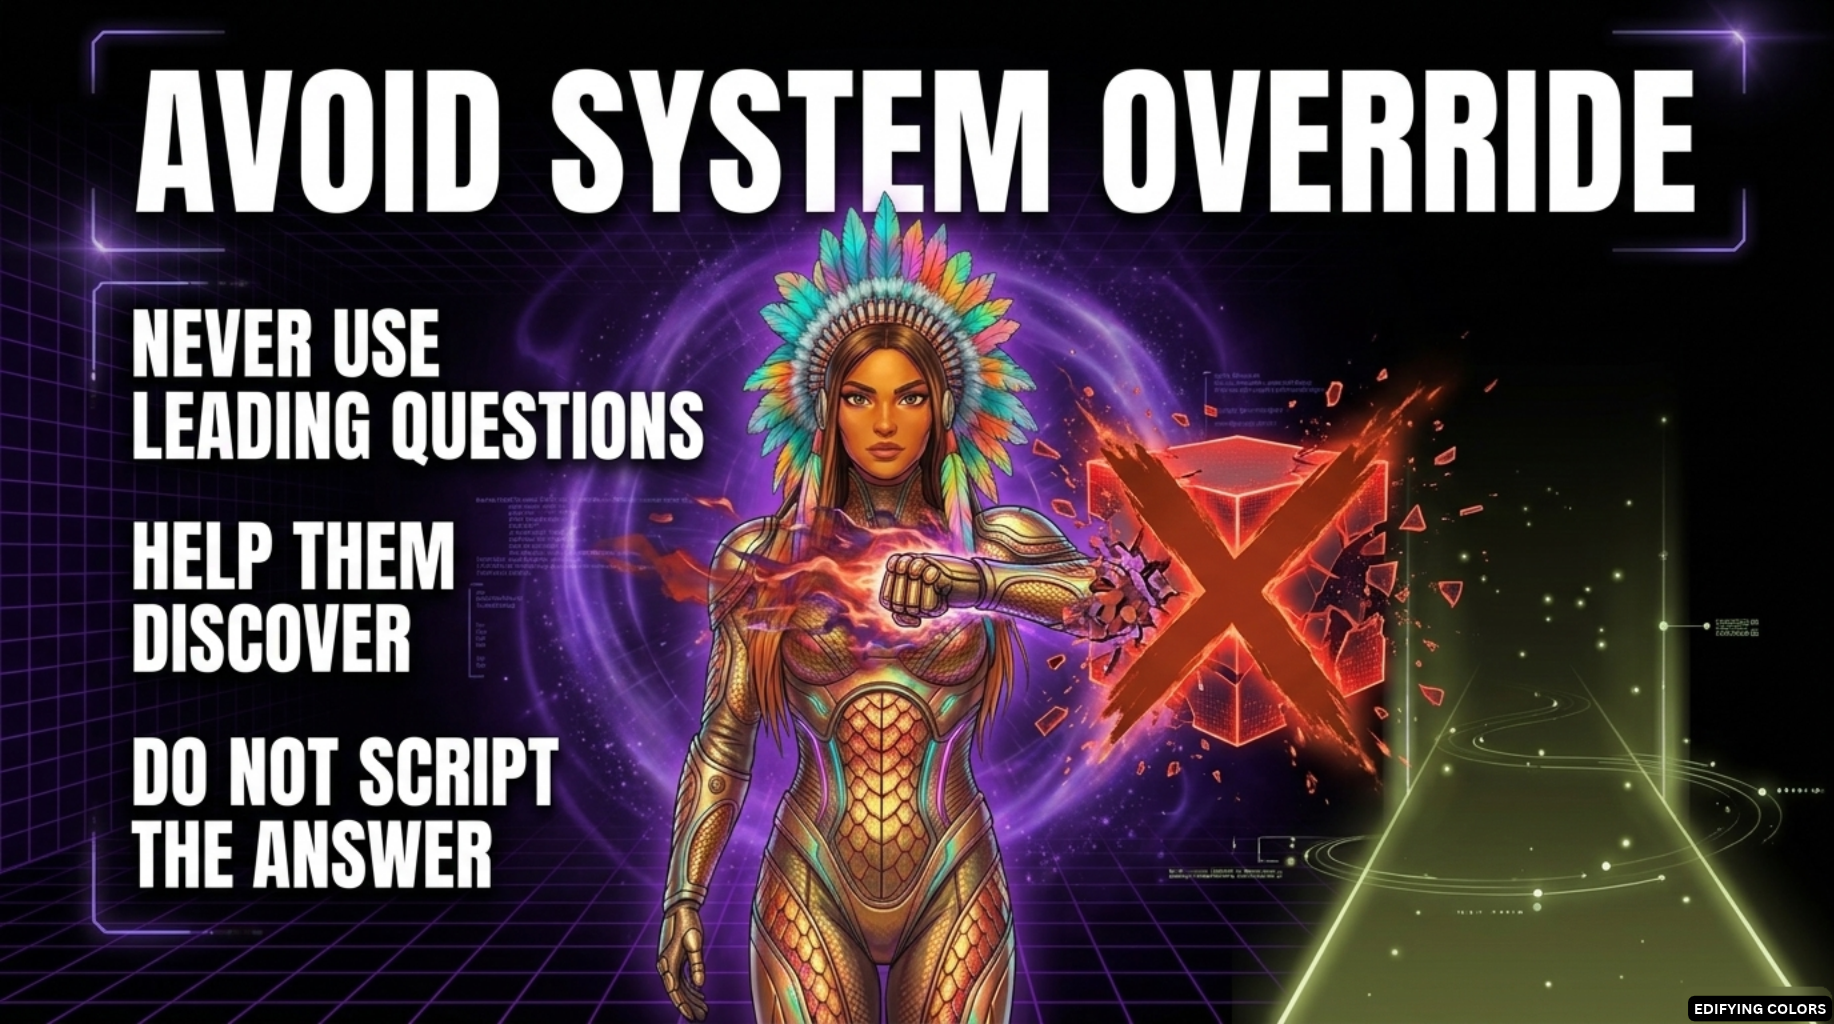 AVOID SYSTEM OVERRIDE
NEVER USE
LEADING QUESTIONS
HELP THEM
DISCOVER
DO NOT SCRIPT
THE ANSWER
EDIFYING COLORS